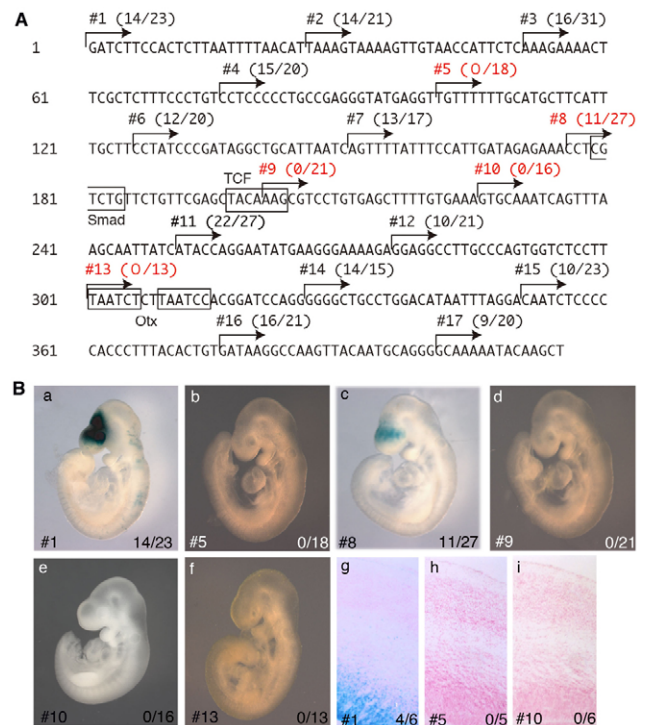 A
#1 (14/23) #2 (14/21) #3 (16/31)
1 GATCTTCCACTCTTAATTTTAACATTAAAGTAAAAGTTGTAACCATTCTCAAAGAAAACT
#4 (15/20) #5 (0/18)
61 TCGCTCTTTCCCTGTCCTCCCCCTGCCGAGGGTATGAGGTTGTTTTTTGCATGCTTCATT
#6 (12/20) #7 (13/17) #8 (11/27)
121 TGCTTCCTATCCCGATAGGCTGCATTAATCAGTTTTATTTCCATTGATAGAGAAACCTCG
TCF #9 (0/21) #10 (0/16)
181 TCTGTTCTGTTCGAGCTACAAAGCGTCCTGTGAGCTTTTGTGAAAGTGCAAATCAGTTTA
Smad #11 (22/27) #12 (10/21)
241 AGCAATTATCATACCAGGAATATGAAGGGAAAAGAGGAGGCCTTGCCCAGTGGTCTCCTT
#13 (0/13) #14 (14/15) #15 (10/23)
301 TAATCTCTTAATCCACGGATCCAGGGGGGCTGCCTGGACATAATTTAGGACAATCTCCCC
Otx #16 (16/21) #17 (9/20)
361 CACCCTTTACACTGTGATAAGGCCAAGTTACAATGCAGGGGCAAAAATACAAGCT
B
a b c d
#1 14/23 #5 0/18 #8 11/27 #9 0/21
e f g h i
#10 0/16 #13 0/13 #1 4/6 #5 0/5 #10 0/6